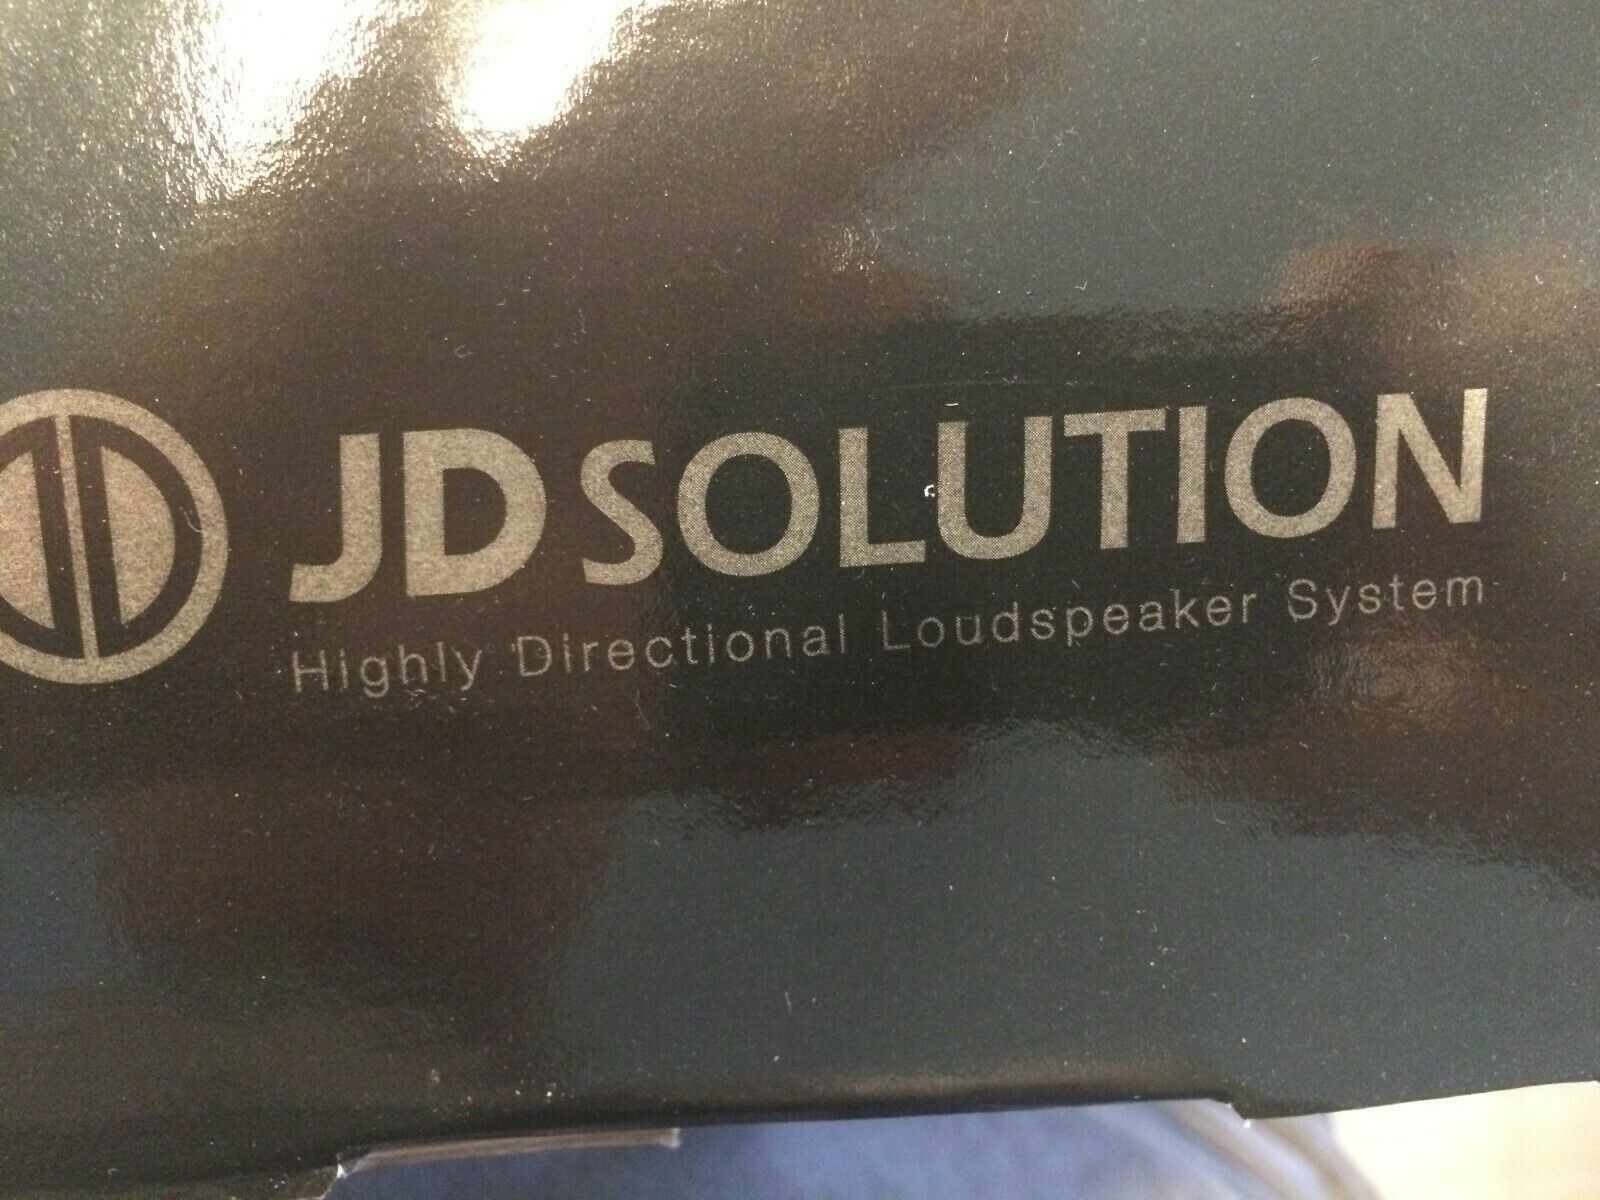 JD SOLUTION
Highly Directional Loudspeaker System